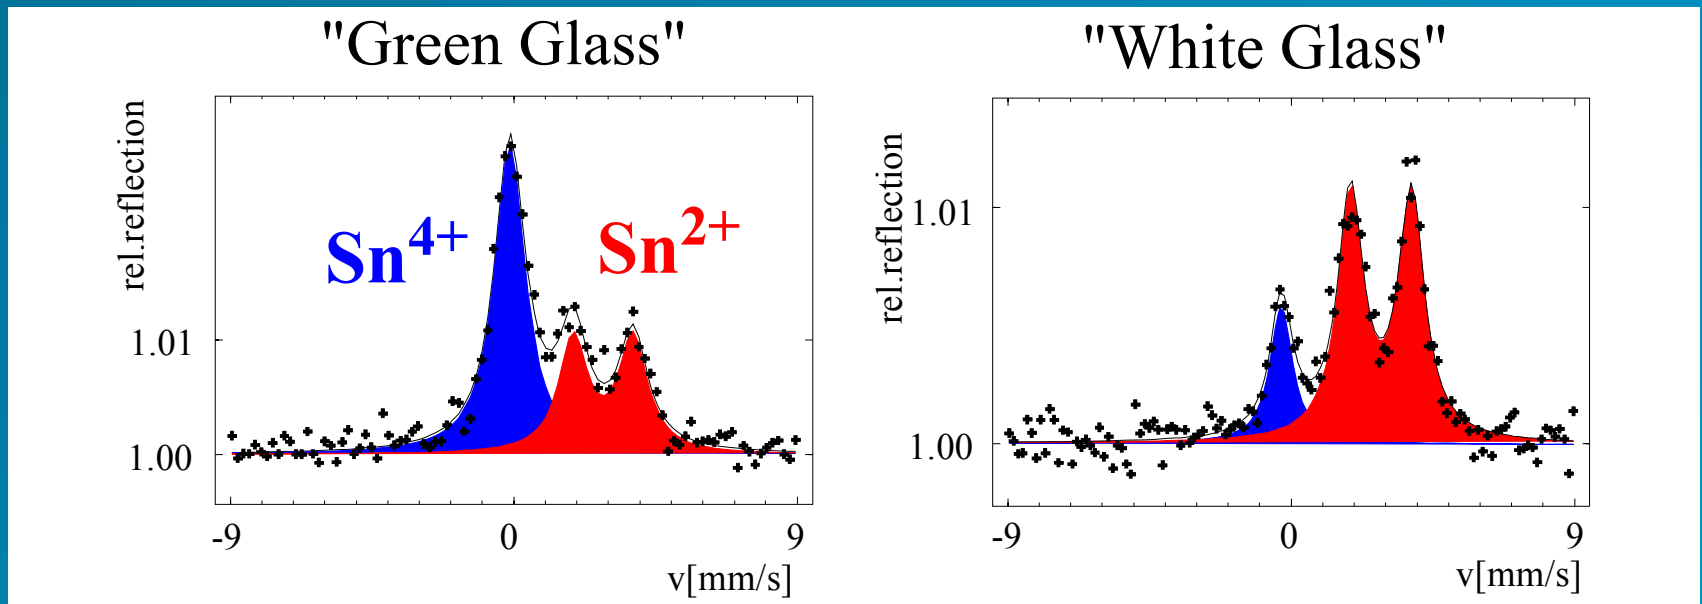 "Green Glass"
rel.reflection
Sn⁴⁺
Sn²⁺
1.01
1.00
-9
0
9
v[mm/s]
"White Glass"
rel.reflection
1.01
1.00
-9
0
9
v[mm/s]